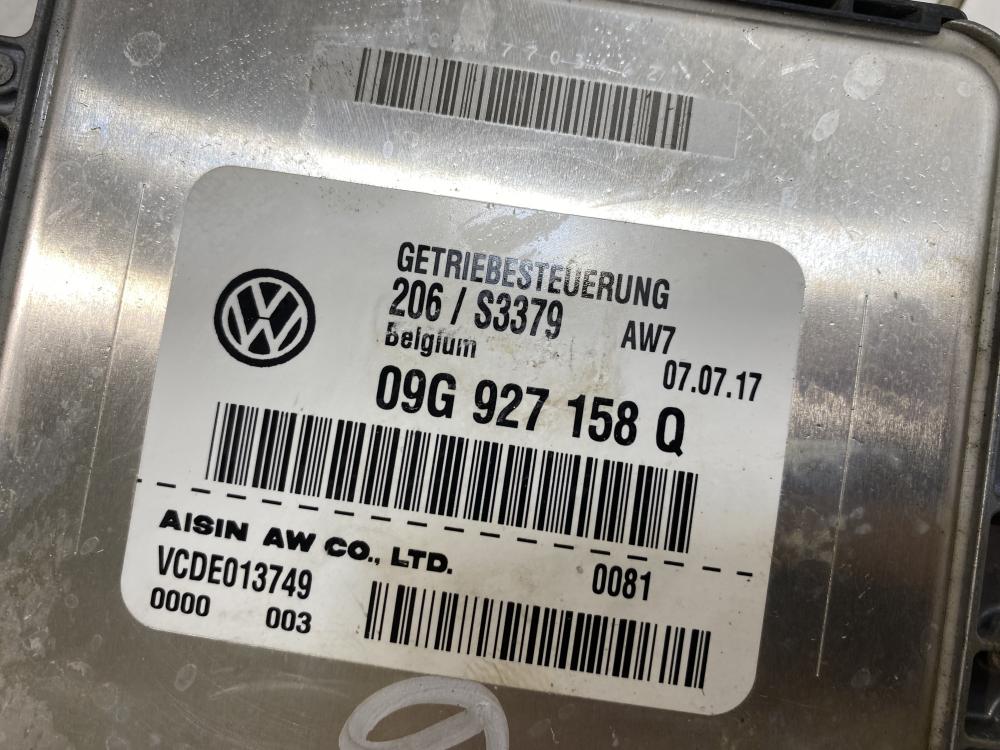 GETRIEBESTEUERUNG
206 / S3379 AW7
Belgium 07.07.17
09G 927 158 Q
AISIN AW CO., LTD.
VCDE013749 0081
0000 003